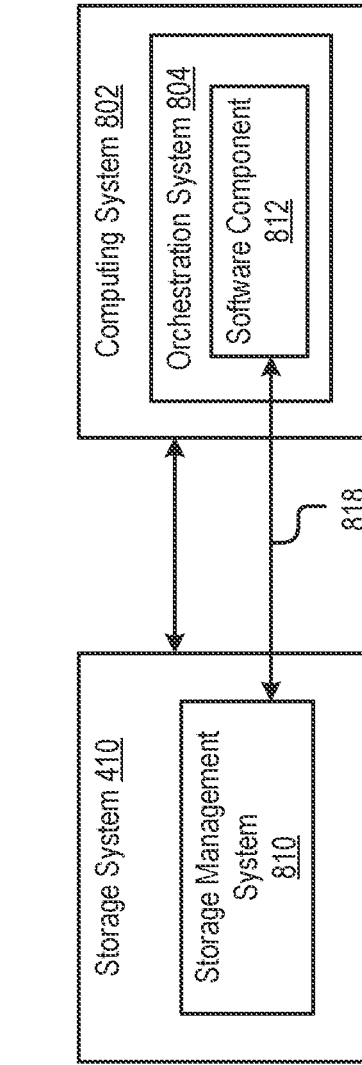 Storage System 410
Storage Management
System
810
818
Computing System 802
Orchestration System 804
Software Component
812